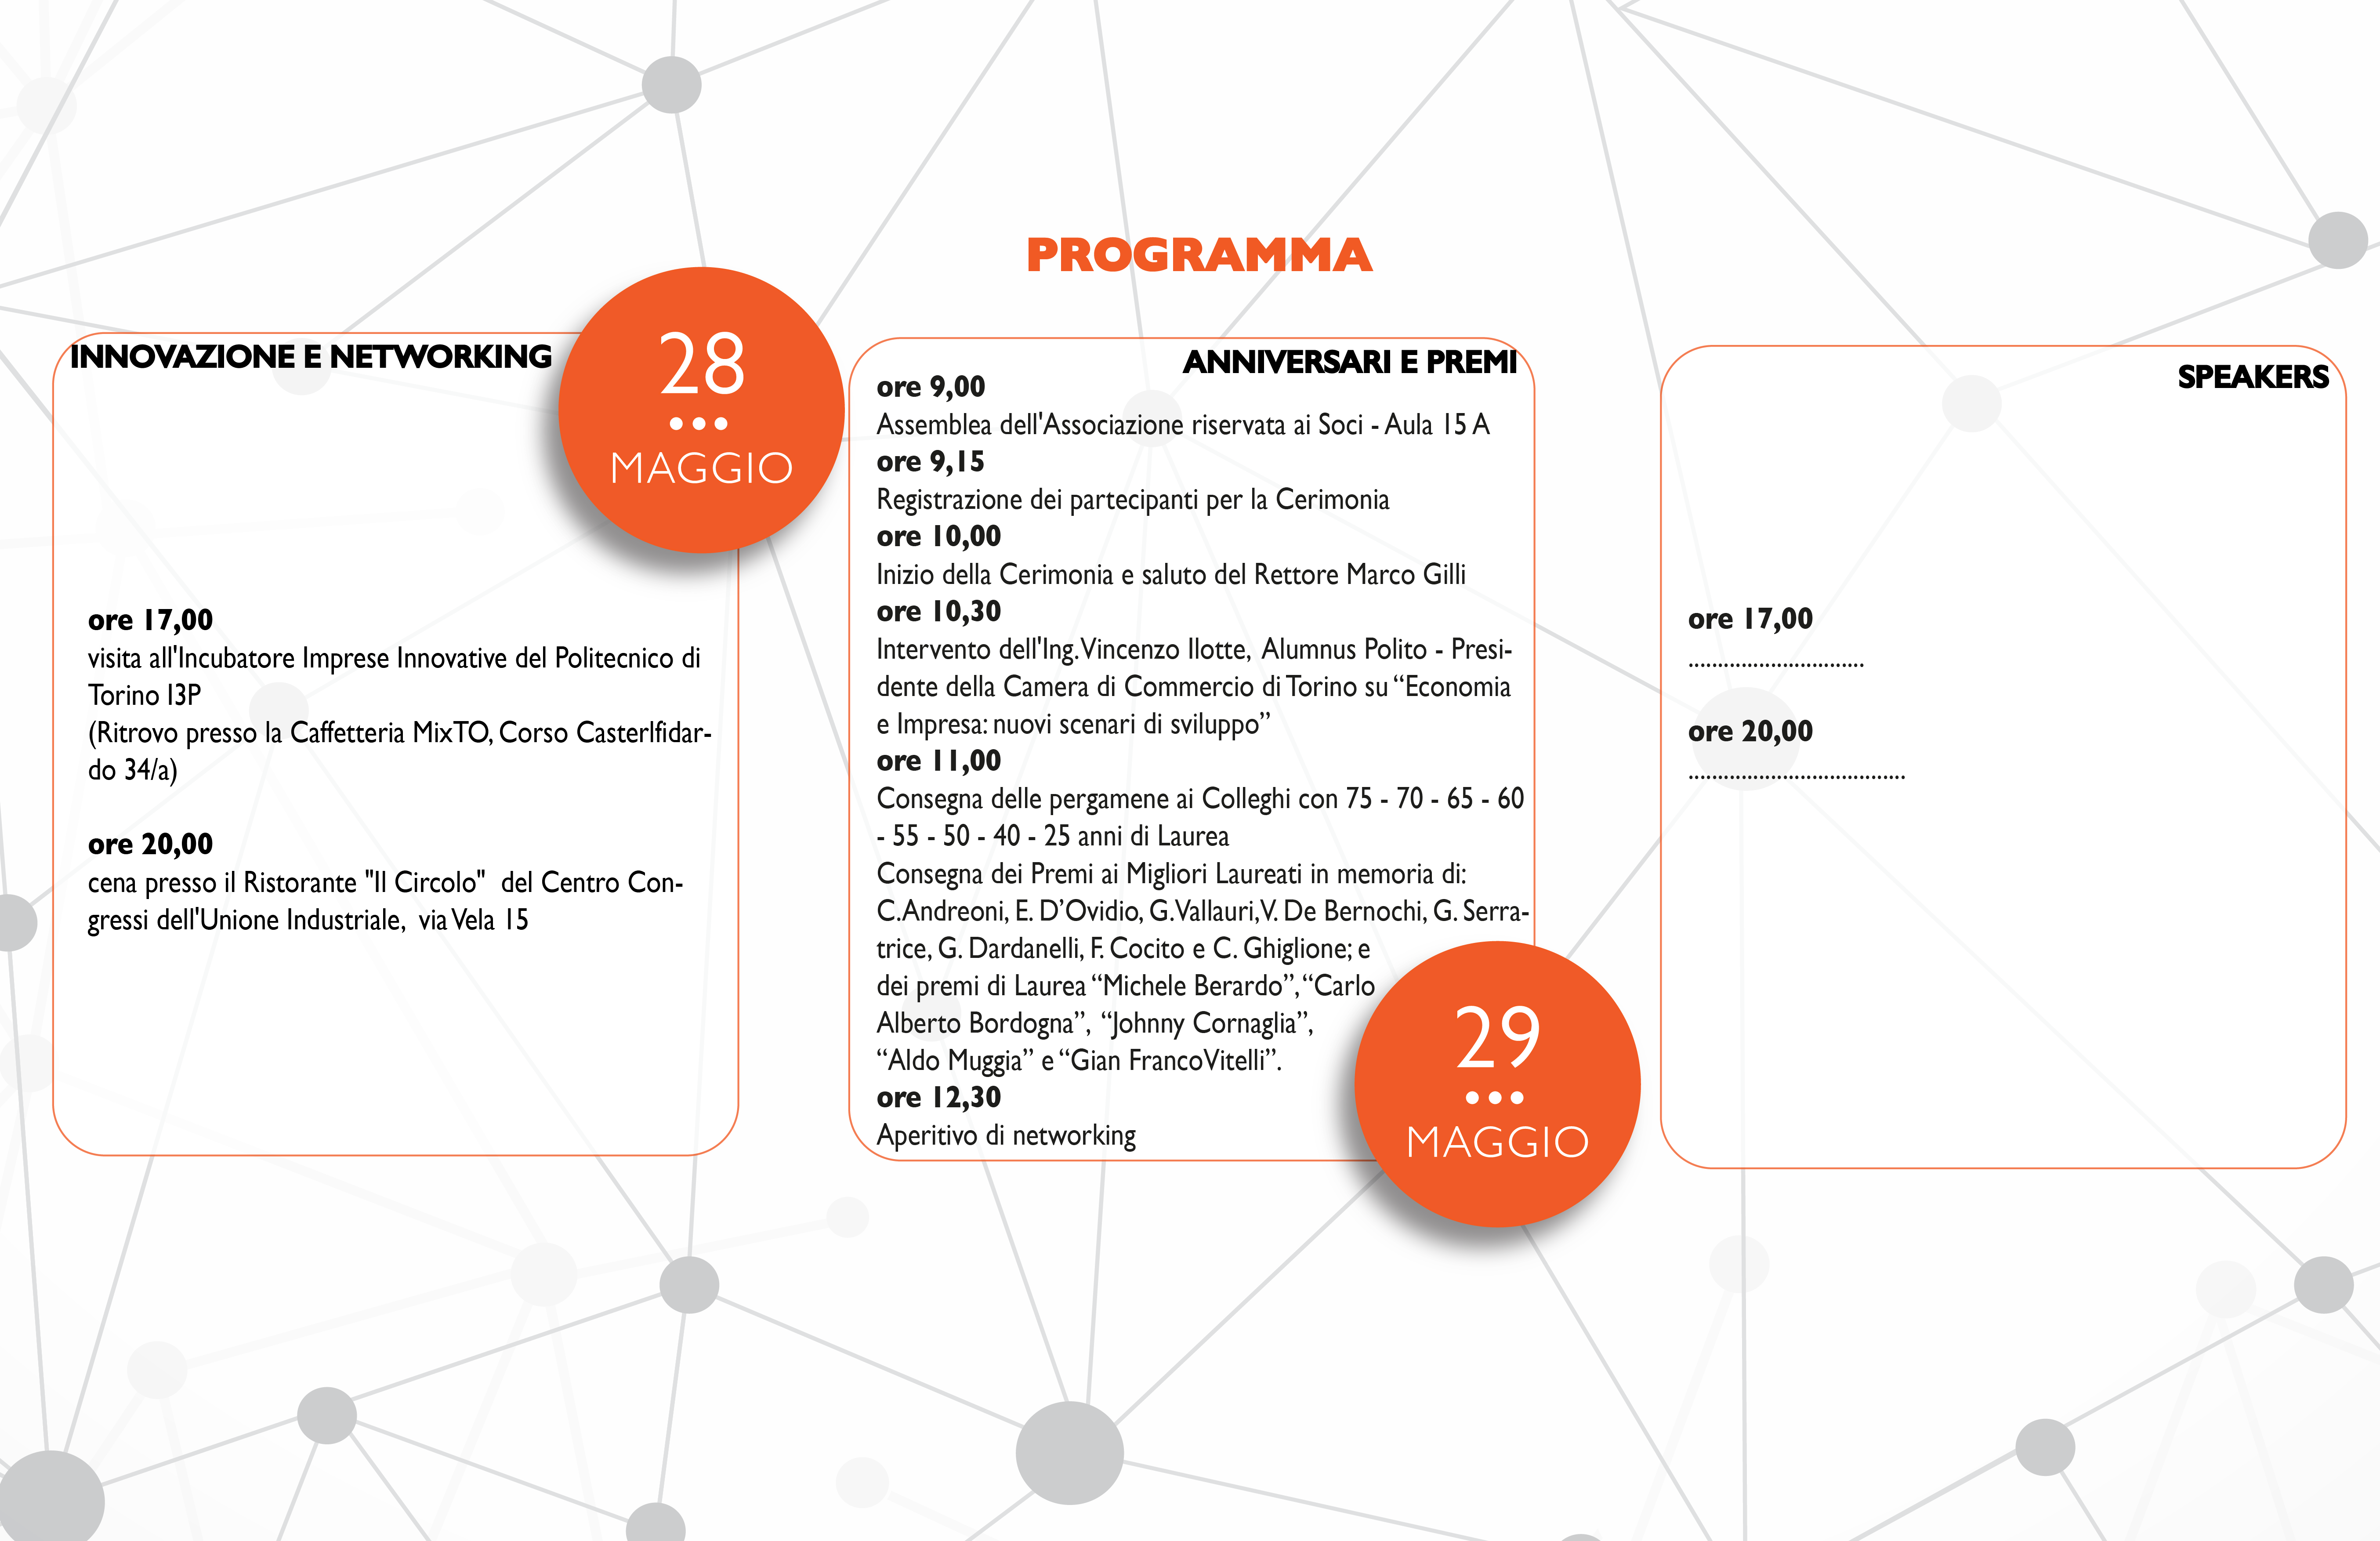 PROGRAMMA
INNOVAZIONE E NETWORKING
28
MAGGIO
ore 17,00
visita all'Incubatore Imprese Innovative del Politecnico di
Torino I3P
(Ritrovo presso la Caffetteria MixTO, Corso Casterlfidar-
do 34/a)
ore 20,00
cena presso il Ristorante "Il Circolo" del Centro Con-
gressi dell'Unione Industriale, via Vela 15
ANNIVERSARI E PREMI
ore 9,00
Assemblea dell'Associazione riservata ai Soci - Aula 15 A
ore 9,15
Registrazione dei partecipanti per la Cerimonia
ore 10,00
Inizio della Cerimonia e saluto del Rettore Marco Gilli
ore 10,30
Intervento dell'Ing.Vincenzo Ilotte, Alumnus Polito - Presi-
dente della Camera di Commercio di Torino su “Economia
e Impresa: nuovi scenari di sviluppo”
ore 11,00
Consegna delle pergamene ai Colleghi con 75 - 70 - 65 - 60
- 55 - 50 - 40 - 25 anni di Laurea
Consegna dei Premi ai Migliori Laureati in memoria di:
C.Andreoni, E. D’Ovidio, G.Vallauri,V. De Bernochi, G. Serra-
trice, G. Dardanelli, F. Cocito e C. Ghiglione; e
dei premi di Laurea “Michele Berardo”, “Carlo
Alberto Bordogna”, “Johnny Cornaglia”,
“Aldo Muggia” e “Gian FrancoVitelli”.
ore 12,30
Aperitivo di networking
29
MAGGIO
SPEAKERS
ore 17,00
..............................
ore 20,00
.....................................